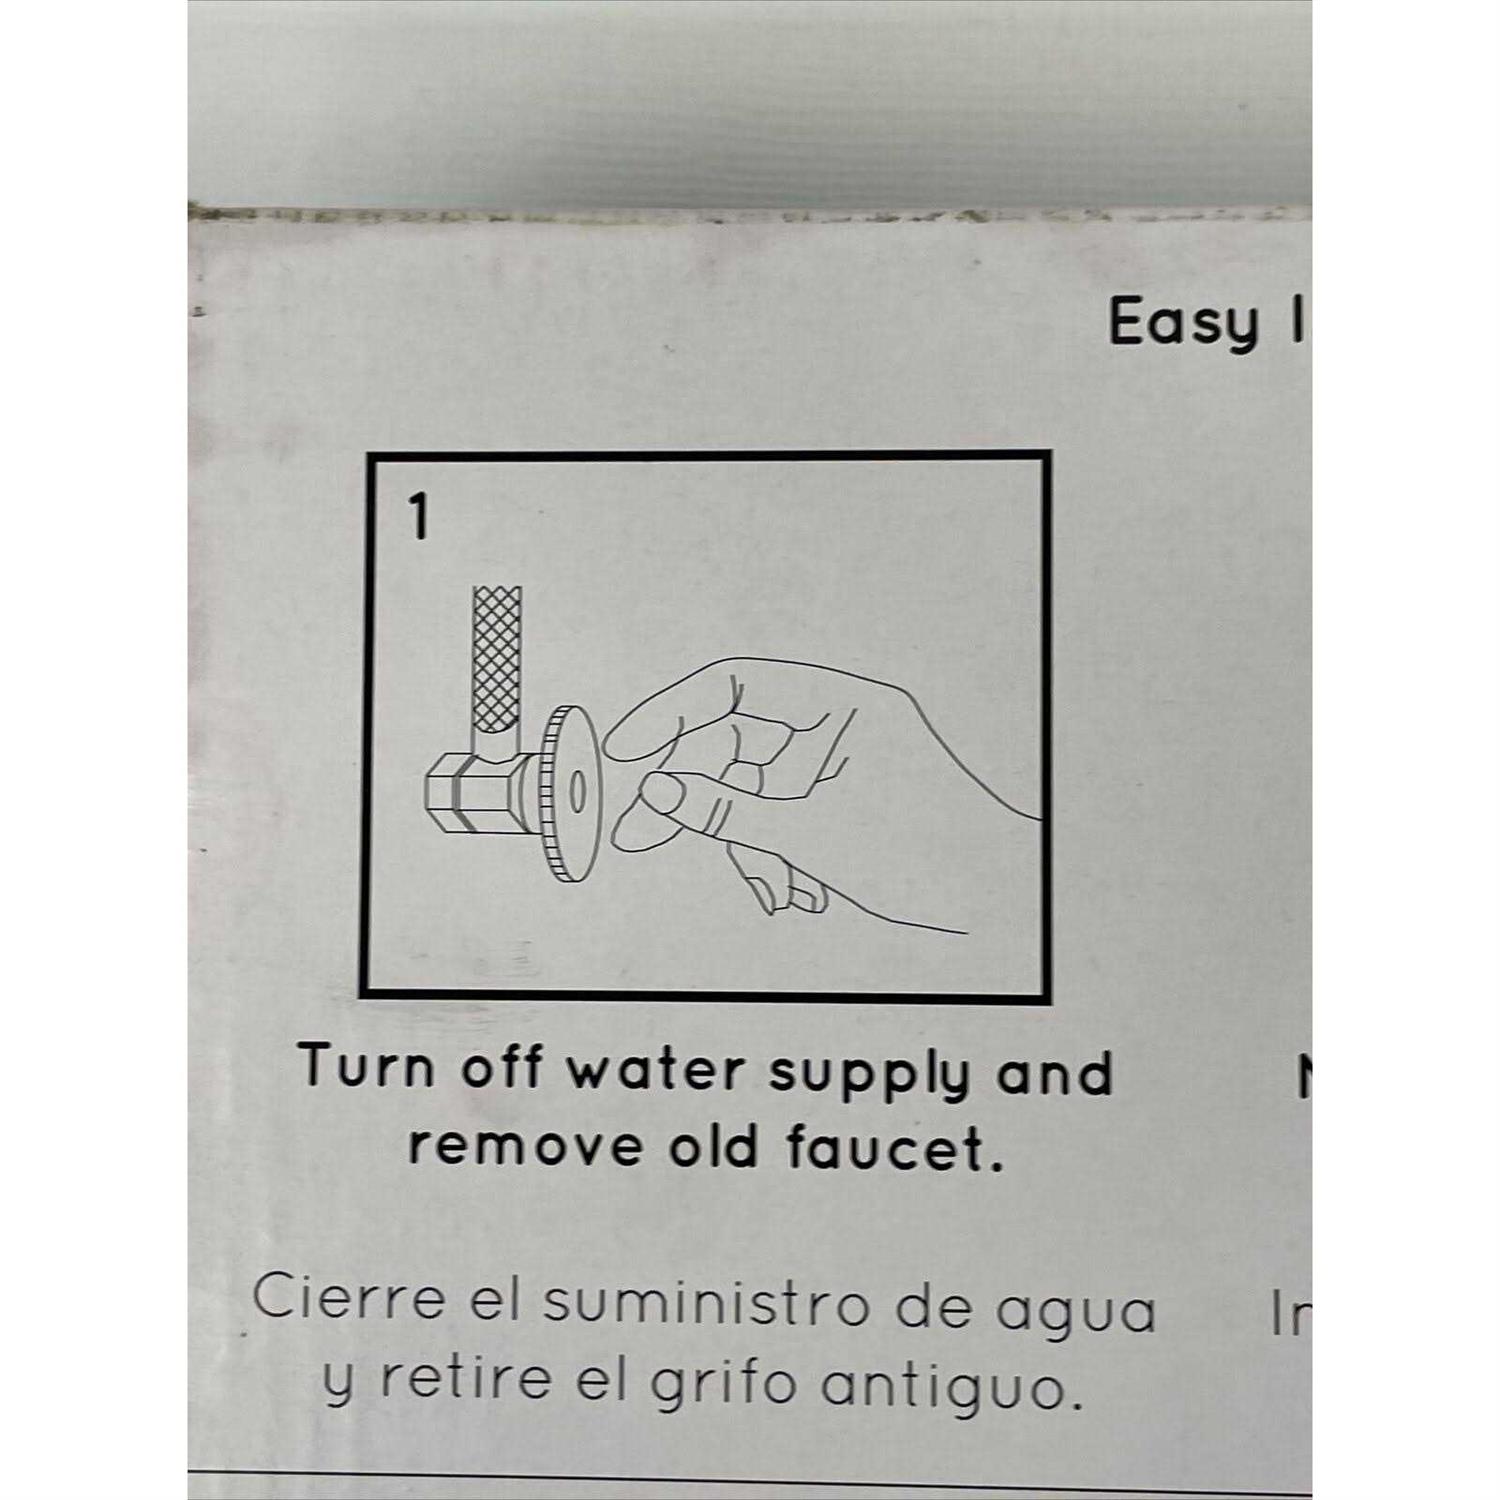 Easy
1
Turn off water supply and
remove old faucet.
Cierre el suministro de agua
y retire el grifo antiguo.